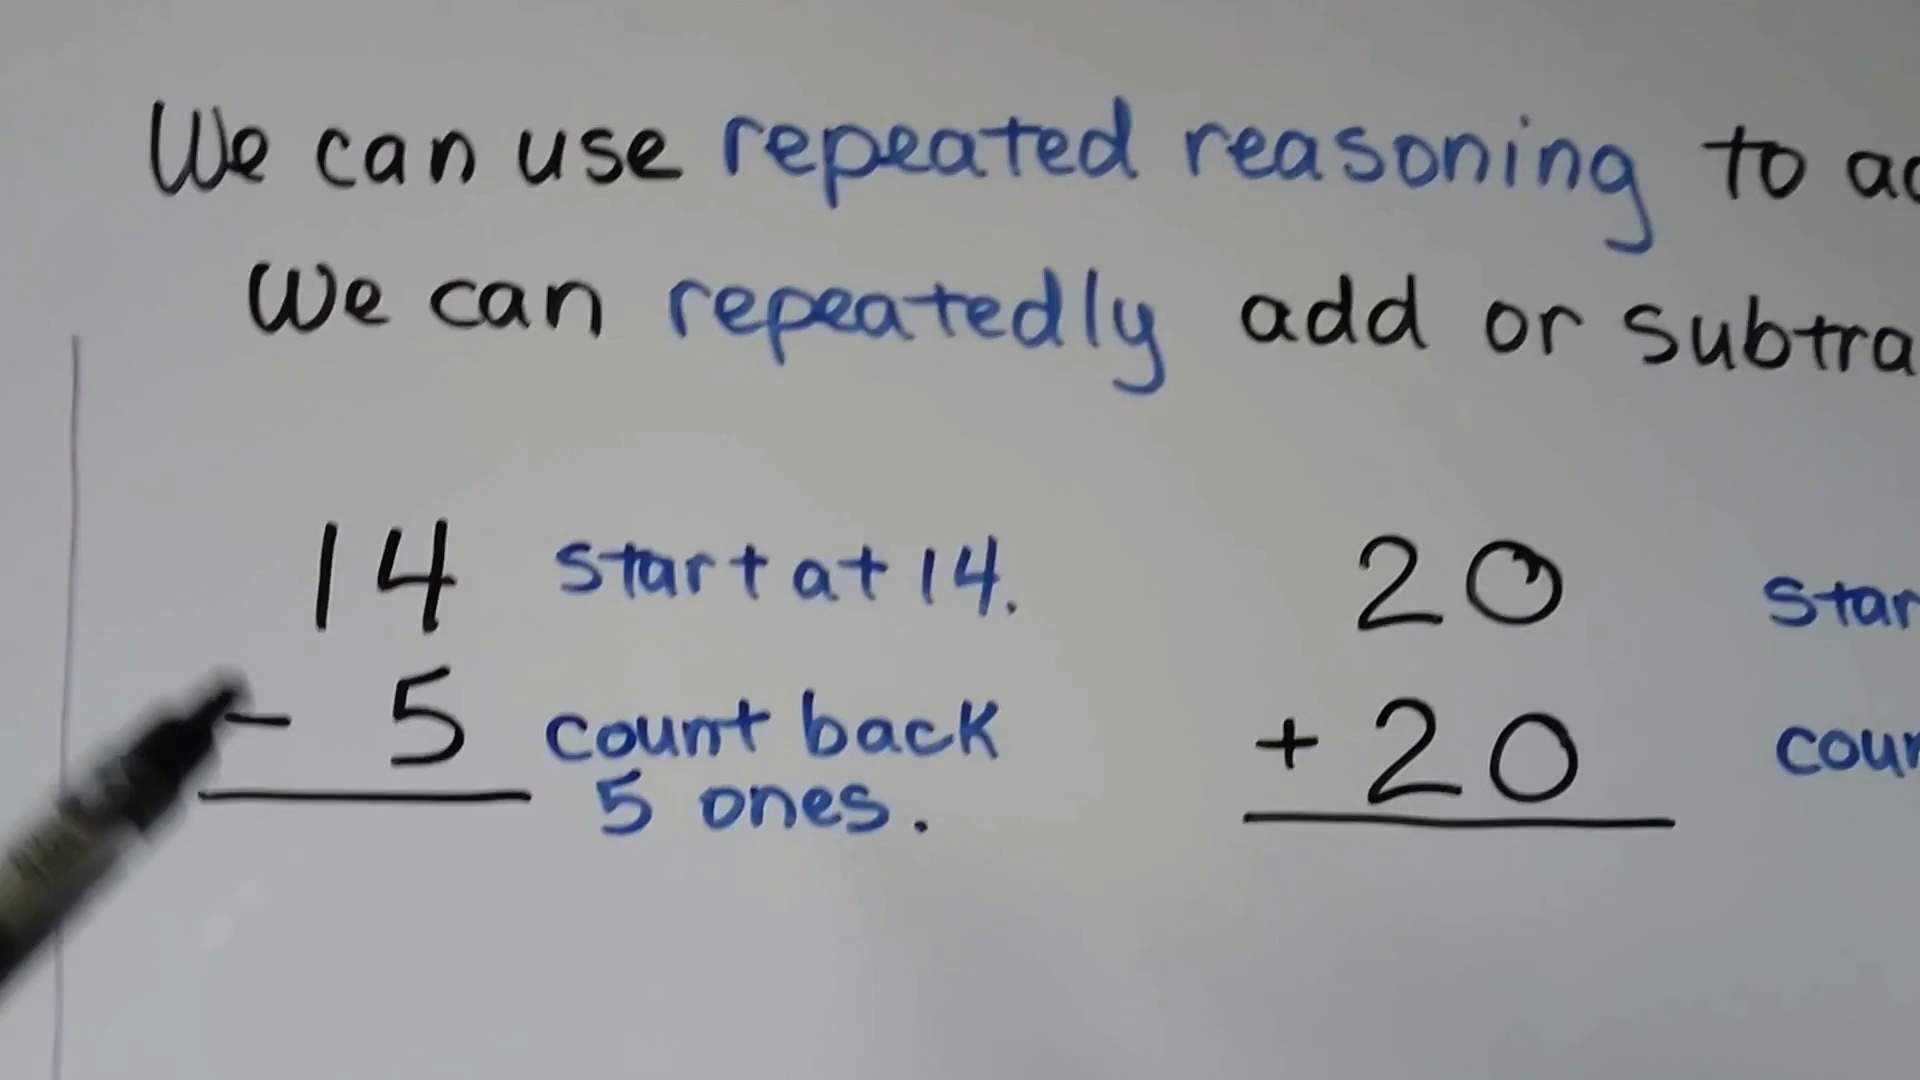 We can use repeated reasoning to
We can repeatedly add or
14 start at 14.
- 5 count back
5 ones.
20
+ 20